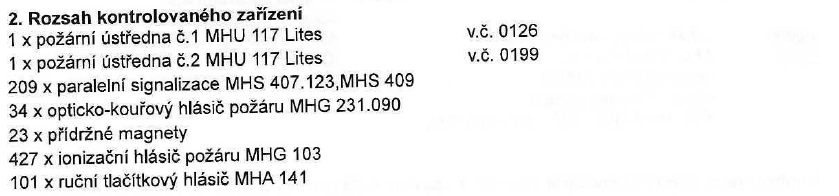 2. Rozsah kontrolovaného zařízení
1 x požární ústředna č.1 MHU 117 Lites v.č. 0126
1 x požární ústředna č.2 MHU 117 Lites v.č. 0199
209 x paralelní signalizace MHS 407.123,MHS 409
34 x opticko-kouřový hlásič požáru MHG 231.090
23 x přídržné magnety
427 x ionizační hlásič požáru MHG 103
101 x ruční tlačítkový hlásič MHA 141